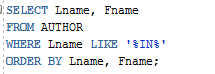 SELECT Lname, Fname
FROM AUTHOR
WHERE Lname LIKE '%IN%'
ORDER BY Lname, Fname;